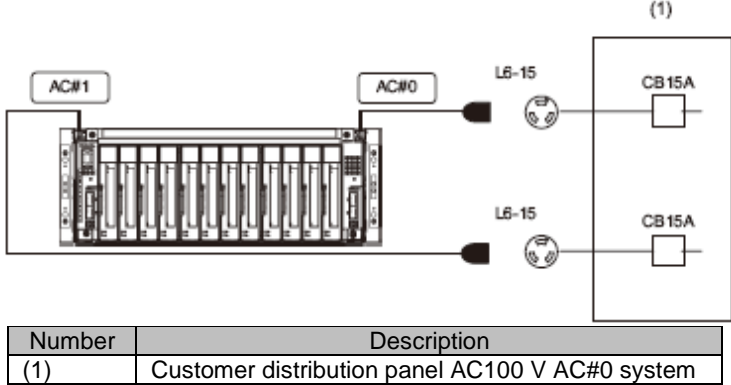 (1)
AC#1
AC#0
L6-15
CB15A
L6-15
CB15A
Number Description
(1) Customer distribution panel AC100 V AC#0 system